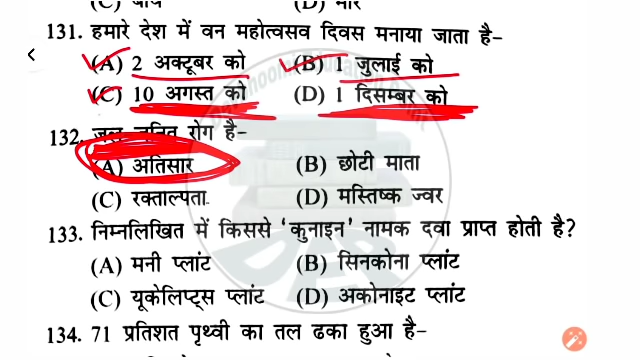 131. हमारे देश में वन महोत्वसव दिवस मनाया जाता है–
(A) 2 अक्टूबर को (B) 1 जुलाई को
(C) 10 अगस्त को (D) 1 दिसम्बर को
132. जल जनित रोग है–
(A) अतिसार (B) छोटी माता
(C) रक्ताल्पता (D) मस्तिष्क ज्वर
133. निम्नलिखित में किससे 'कुनाइन' नामक दवा प्राप्त होती है?
(A) मनी प्लांट (B) सिनकोना प्लांट
(C) यूकेलिप्ट्स प्लांट (D) अकोनाइट प्लांट
134. 71 प्रतिशत पृथ्वी का तल ढका हुआ है–